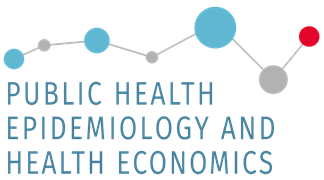 PUBLIC HEALTH
EPIDEMIOLOGY AND
HEALTH ECONOMICS